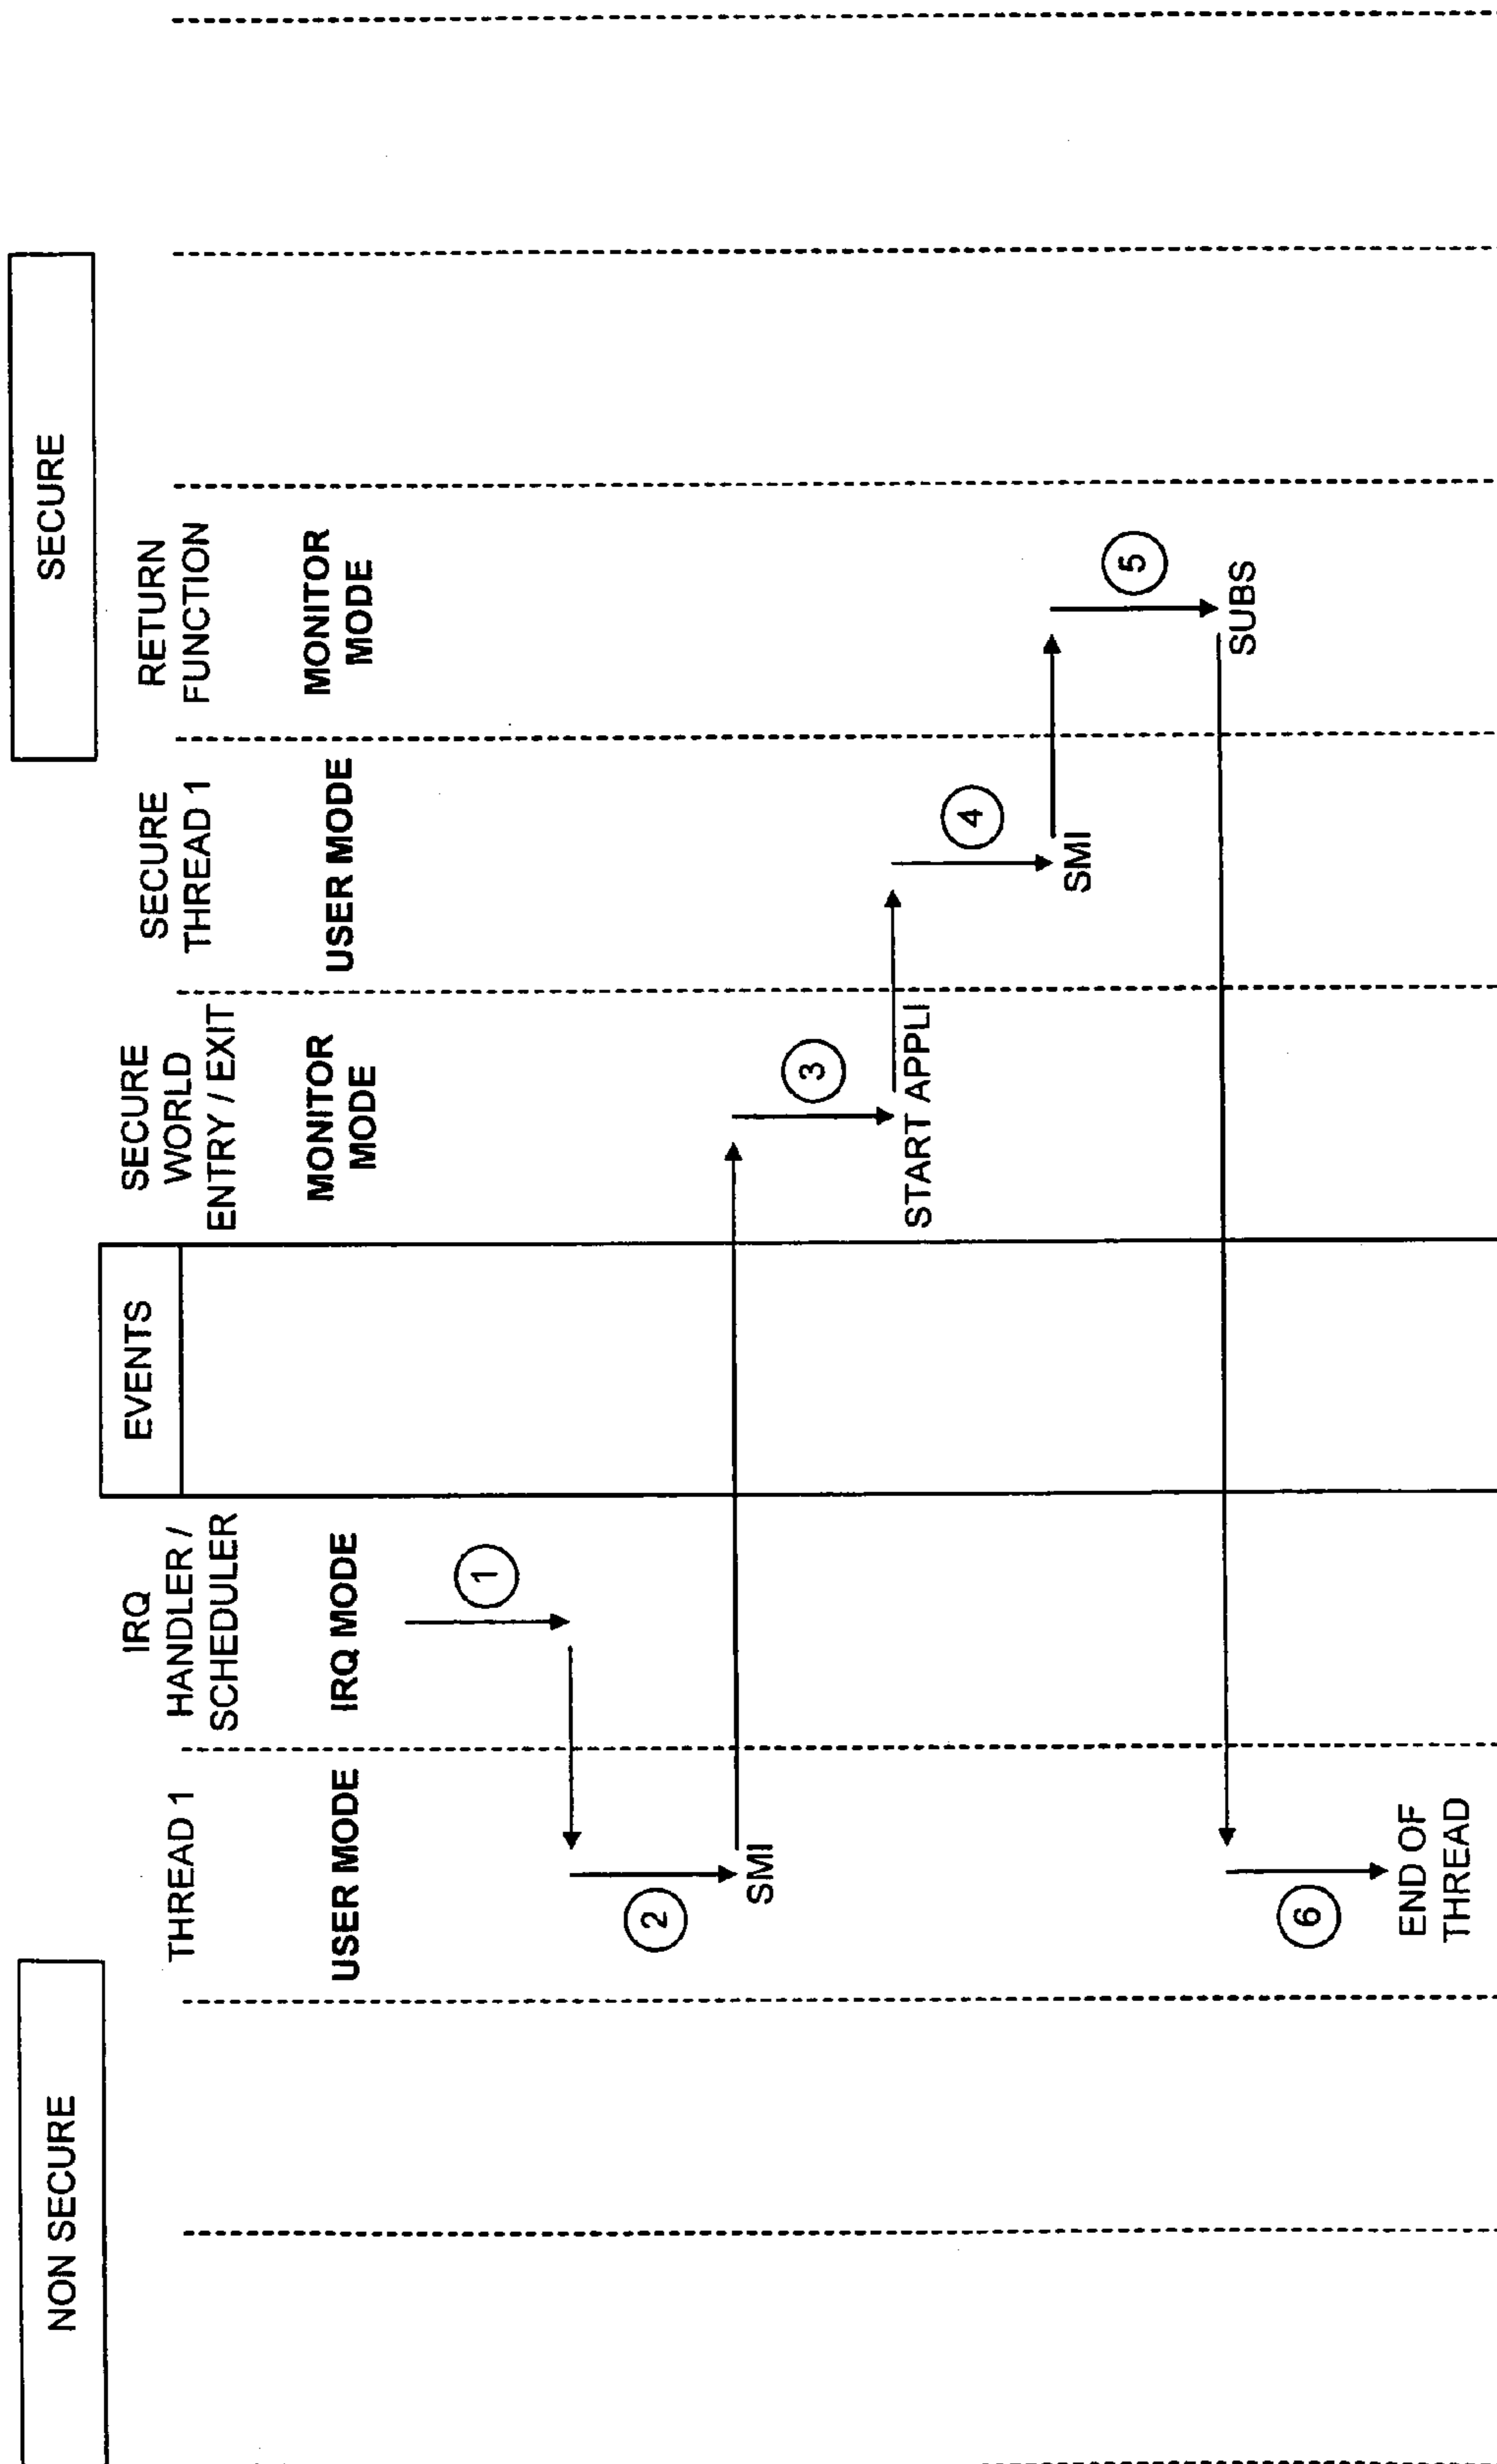 NON SECURE
SECURE
EVENTS
THREAD 1
USER MODE
IRQ
HANDLER /
SCHEDULER
IRQ MODE
SECURE
WORLD
ENTRY / EXIT
MONITOR
MODE
SECURE
THREAD 1
USER MODE
RETURN
FUNCTION
MONITOR
MODE
1
2
SMI
3
START APPLI
4
SMI
5
SUBS
6
END OF
THREAD